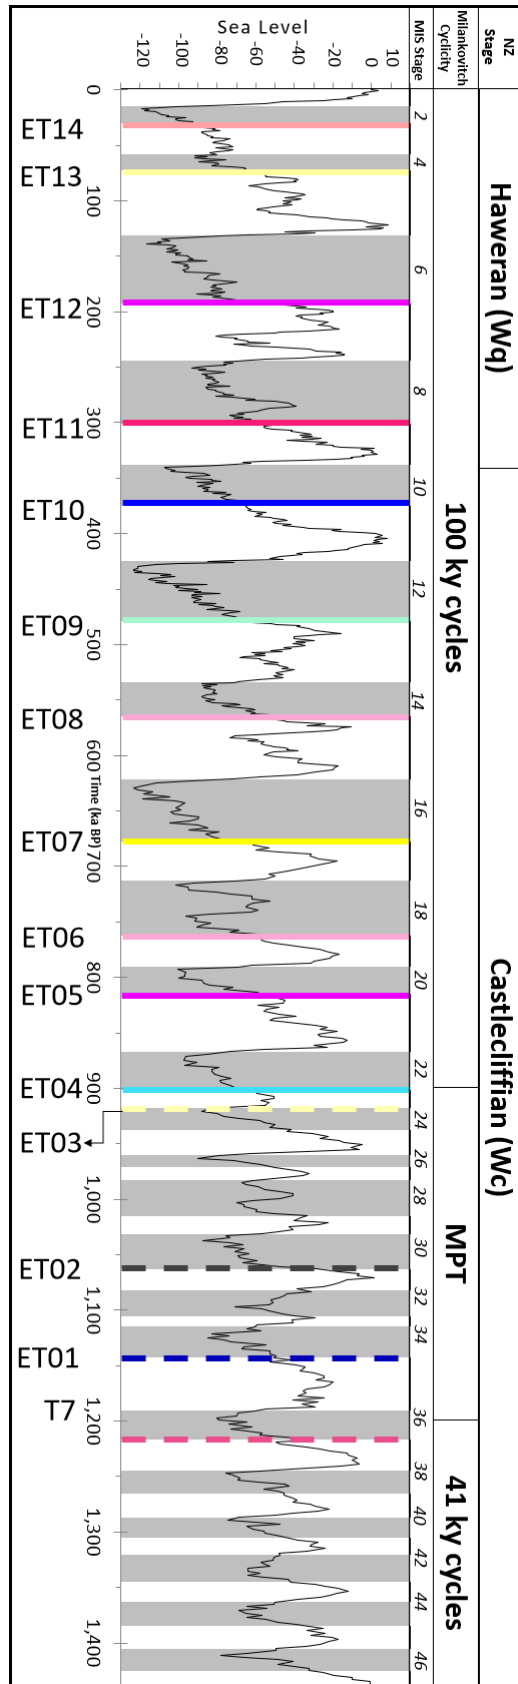 Sea Level
-120
-100
-80
-60
-40
-20
0
10
MIS Stage
Milankovitch
Cyclicity
NZ
Stage
0
100
200
300
400
500
600
700
800
900
1,000
1,100
1,200
1,300
1,400
Time (ka BP)
ET14
ET13
ET12
ET11
ET10
ET09
ET08
ET07
ET06
ET05
ET04
ET03
ET02
ET01
T7
2
4
6
8
10
12
14
16
18
20
22
24
26
28
30
32
34
36
38
40
42
44
46
100 ky cycles
MPT
41 ky cycles
Haweran (Wq)
Castlecliffian (Wc)